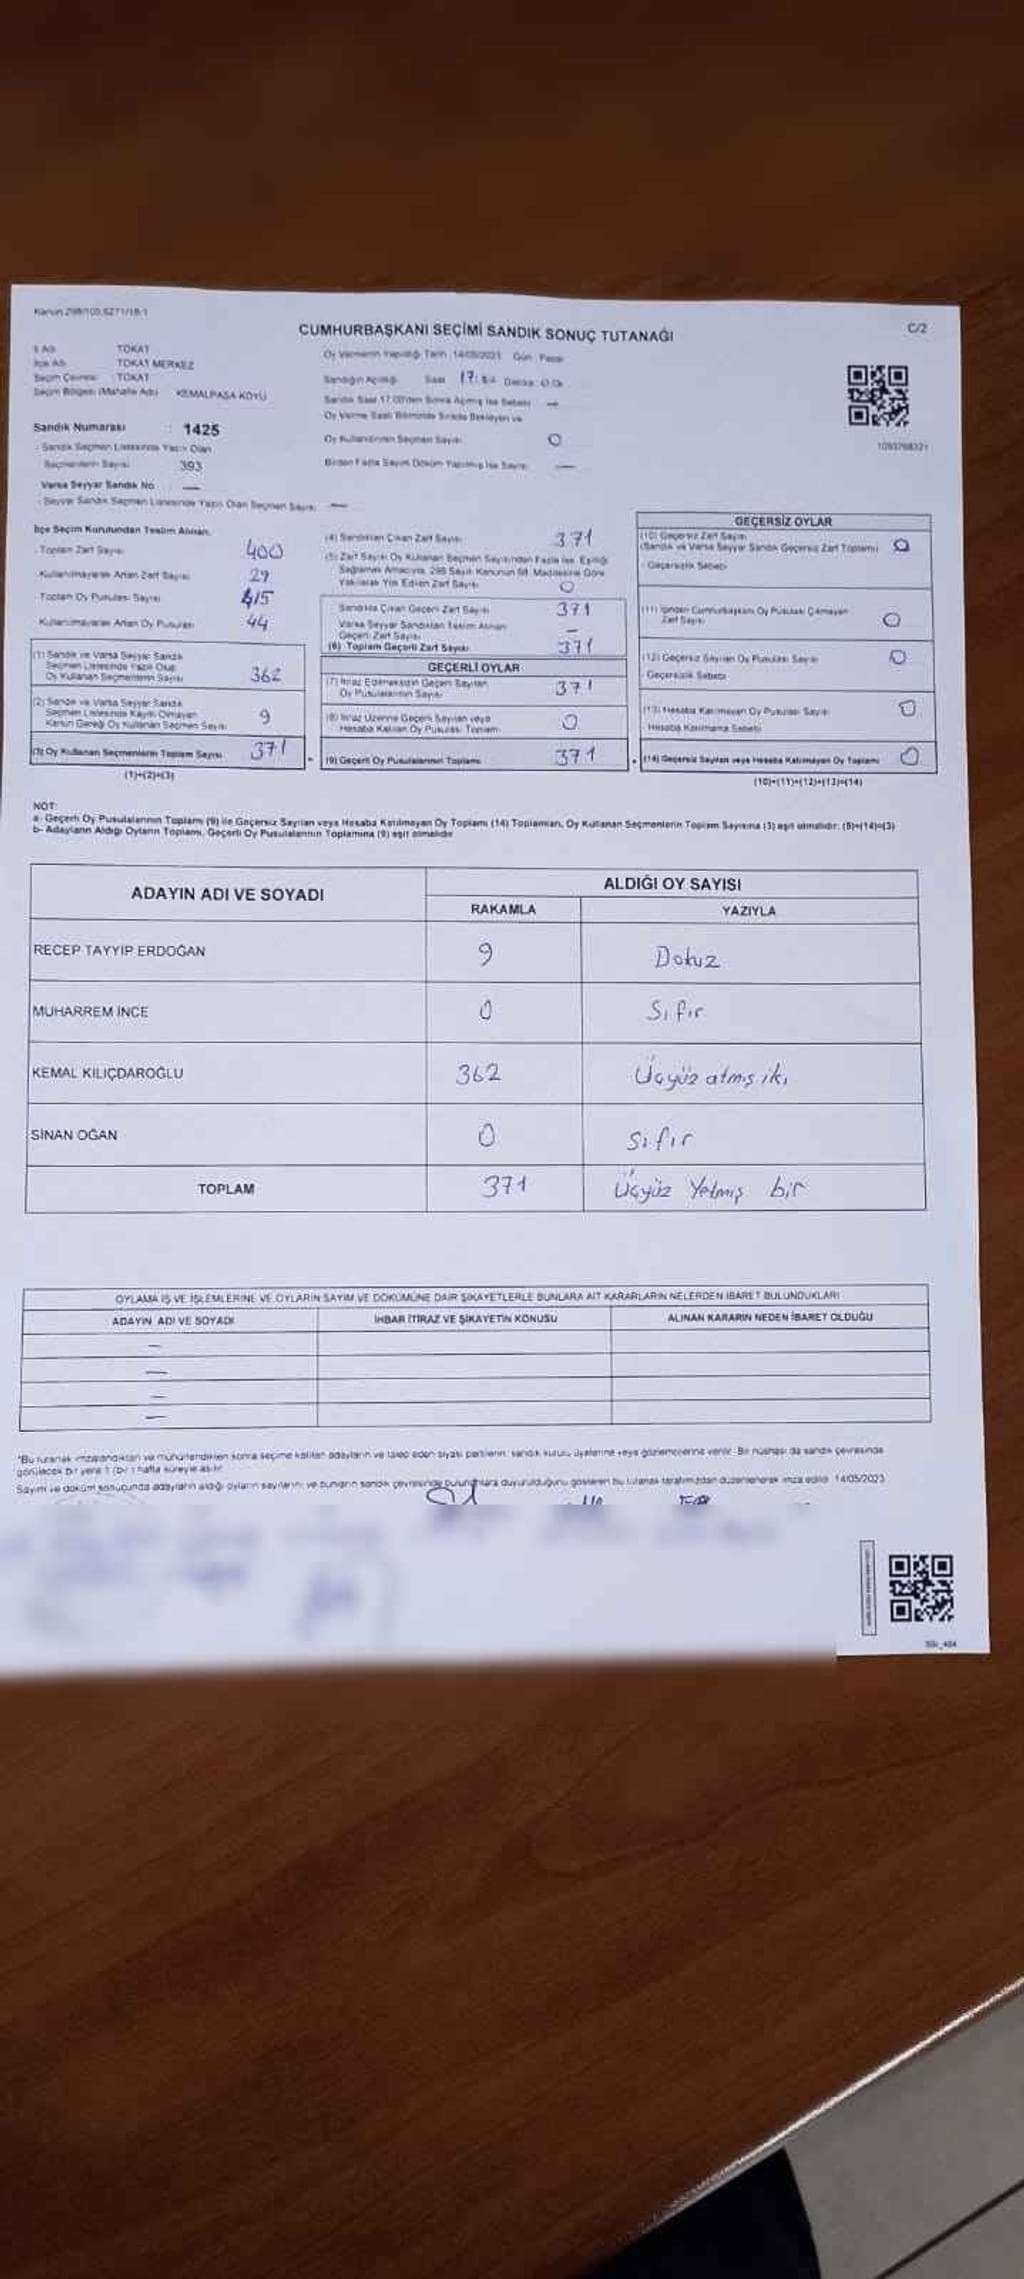 Kanun 298/105,6271/18-1
C/2
CUMHURBAŞKANI SEÇİMİ SANDIK SONUÇ TUTANAĞI
İl Adı TOKAT
İlçe Adı TOKAT MERKEZ
Seçim Çevresi TOKAT
Seçim Bölgesi (Mahalle Adı) KEMALPAŞA KÖYÜ
Sandık Numarası : 1425
- Sandık Seçmen Listesinde Yazılı Olan
Seçmenlerin Sayısı 393
Varsa Seyyar Sandık No —
- Seyyar Sandık Seçmen Listesinde Yazılı Olan Seçmen Sayısı —
Oy Vermenin Yapıldığı Tarih 14/05/2023 Gün Pazar
Sandığın Açıldığı Saat 17: Dakika
Sandık Saat 17.00'den Sonra Açılmış İse Sebebi —
Oy Verme Saati Bitiminde Sırada Bekleyen ve
Oy Kullandırılan Seçmen Sayısı 0
Birden Fazla Sayım Döküm Yapılmış İse Sayısı —
İlçe Seçim Kurulundan Teslim Alınan;
- Toplam Zarf Sayısı 400
- Kullanılmayarak Artan Zarf Sayısı 29
- Toplam Oy Pusulası Sayısı 415
Kullanılmayarak Artan Oy Pusulası 44
(1) Sandık ve Varsa Seyyar Sandık
Seçmen Listesinde Yazılı Olup
Oy Kullanan Seçmenlerin Sayısı 362
(2) Sandık ve Varsa Seyyar Sandık
Seçmen Listesinde Kaydı Olmayan
Kanun Gereği Oy Kullanan Seçmen Sayısı 9
(3) Oy Kullanan Seçmenlerin Toplam Sayısı 371
(1)+(2)=(3)
(4) Sandıktan Çıkan Zarf Sayısı 371
(5) Zarf Sayısı Oy Kullanan Seçmen Sayısından Fazla İse, Eşitliği
Sağlamak Amacıyla, 298 Sayılı Kanunun 98. Maddesine Göre
Yakılarak Yok Edilen Zarf Sayısı 0
Sandıkta Çıkan Geçerli Zarf Sayısı 371
Varsa Seyyar Sandıktan Teslim Alınan
Geçerli Zarf Sayısı —
(6) Toplam Geçerli Zarf Sayısı 371
GEÇERLİ OYLAR
(7) İtiraz Edilmeksizin Geçerli Sayılan
Oy Pusulalarının Sayısı 371
(8) İtiraz Üzerine Geçerli Sayılan veya
Hesaba Katılan Oy Pusulası Toplamı 0
(9) Geçerli Oy Pusulalarının Toplamı 371
GEÇERSİZ OYLAR
(10) Geçersiz Zarf Sayısı
(Sandık ve Varsa Seyyar Sandık Geçersiz Zarf Toplamı) 0
- Geçersizlik Sebebi
(11) İçinden Cumhurbaşkanı Oy Pusulası Çıkmayan
Zarf Sayısı 0
(12) Geçersiz Sayılan Oy Pusulası Sayısı 0
- Geçersizlik Sebebi
(13) Hesaba Katılmayan Oy Pusulası Sayısı 0
- Hesaba Katılmama Sebebi
(14) Geçersiz Sayılan veya Hesaba Katılmayan Oy Toplamı 0
(10)+(11)+(12)+(13)=(14)
NOT:
a- Geçerli Oy Pusulalarının Toplamı (9) ile Geçersiz Sayılan veya Hesaba Katılmayan Oy Toplamı (14) Toplamları, Oy Kullanan Seçmenlerin Toplam Sayısına (3) eşit olmalıdır; (9)+(14)=(3)
b- Adayların Aldığı Oyların Toplamı, Geçerli Oy Pusulalarının Toplamına (9) eşit olmalıdır.
ADAYIN ADI VE SOYADI
ALDIĞI OY SAYISI
RAKAMLA YAZIYLA
RECEP TAYYİP ERDOĞAN 9 Dokuz
MUHARREM İNCE 0 Sıfır
KEMAL KILIÇDAROĞLU 362 Üçyüz atmış iki
SİNAN OĞAN 0 Sıfır
TOPLAM 371 Üçyüz Yetmiş bir
OYLAMA İŞ VE İŞLEMLERİNE VE OYLARIN SAYIM VE DÖKÜMÜNE DAİR ŞİKAYETLERLE BUNLARA AİT KARARLARIN NELERDEN İBARET BULUNDUKLARI
ADAYIN ADI VE SOYADI İHBAR İTİRAZ VE ŞİKAYETİN KONUSU ALINAN KARARIN NEDEN İBARET OLDUĞU
—
—
—
—
*Bu tutanak imzalandıktan ve mühürlendikten sonra seçime katılan adayların ve talep eden siyasi partilerin; sandık kurulu üyelerine veya gözlemcilerine verilir. Bir nüshası da sandık çevresinde
görülecek bir yere 1 (bir) hafta süreyle asılır.
Sayım ve döküm sonucunda adayların aldığı oyların sayılarını ve bunların sandık çevresinde bulunanlara duyurulduğunu gösteren bu tutanak tarafımızdan düzenlenerek imza edildi. 14/05/2023